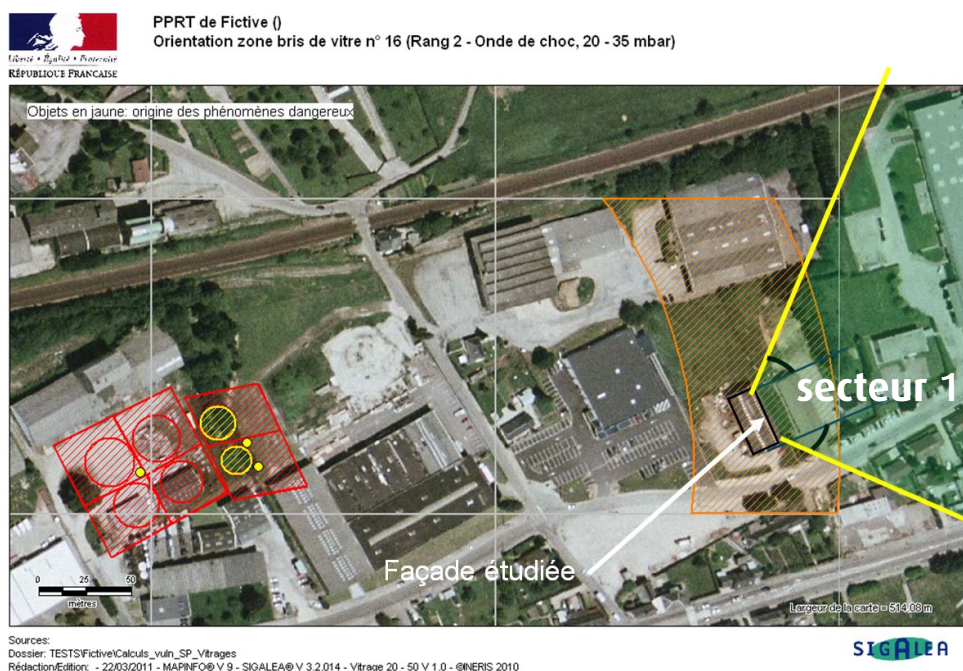 PPRT de Fictive ()
Orientation zone bris de vitre n° 16 (Rang 2 - Onde de choc, 20 - 35 mbar)
Liberté • Égalité • Fraternité
RÉPUBLIQUE FRANÇAISE
Objets en jaune: origine des phénomènes dangereux
secteur 1
Façade étudiée
0 25 50
mètres
Largeur de la carte = 514.08 m
Sources:
Dossier: TESTS\Fictive\Calculs_vuln_SP_Vitrages
Rédaction/Edition: - 22/03/2011 - MAPINFO® V 9 - SIGALEA® V 3.2.014 - Vitrage 20 - 50 V 1.0 - ©INERIS 2010
SIGALEA